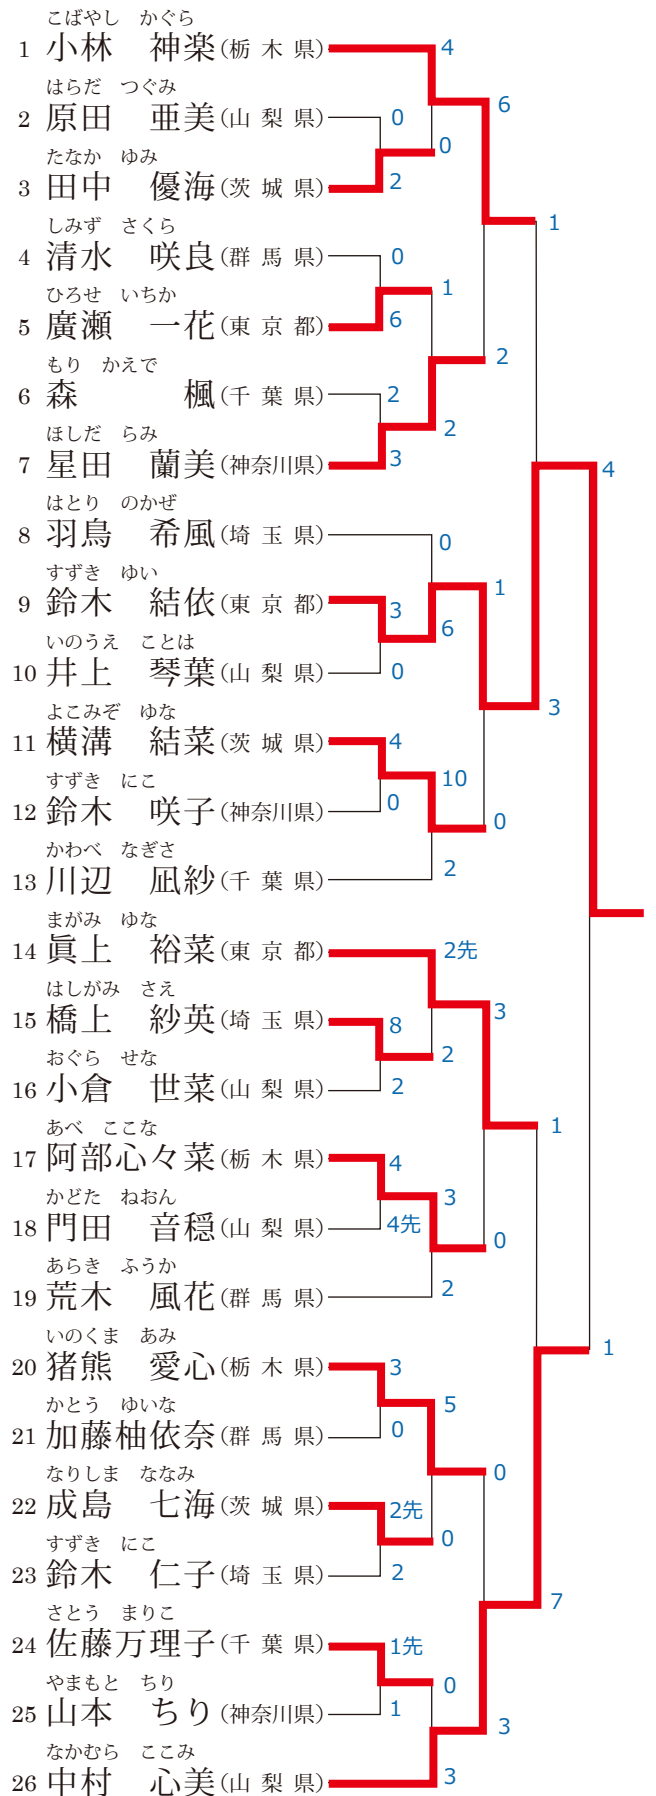 こばやし かぐら
1 小林 神楽(栃木県) 4
はらだ つぐみ 6
2 原田 亜美(山梨県) 0
たなか ゆみ 0
3 田中 優海(茨城県) 2
しみず さくら 1
4 清水 咲良(群馬県) 0
ひろせ いちか 1
5 廣瀬 一花(東京都) 6
もり かえで 2
6 森 楓(千葉県) 2
ほしだ らみ 2
7 星田 蘭美(神奈川県) 3 4
はとり のかぜ
8 羽鳥 希風(埼玉県) 0
すずき ゆい 1
9 鈴木 結依(東京都) 3 6
いのうえ ことは
10 井上 琴葉(山梨県) 0
よこみぞ ゆな 3
11 横溝 結菜(茨城県) 4
すずき にこ 10
12 鈴木 咲子(神奈川県) 0 0
かわべ なぎさ 2
13 川辺 凪紗(千葉県)
まがみ ゆな
14 眞上 裕菜(東京都) 2先
はしがみ さえ 3
15 橋上 紗英(埼玉県) 8
おぐら せな 2
16 小倉 世菜(山梨県) 2
あべ ここな 1
17 阿部心々菜(栃木県) 4
かどた ねおん 3
18 門田 音穏(山梨県) 4先
あらき ふうか 0
19 荒木 風花(群馬県) 2
いのくま あみ 1
20 猪熊 愛心(栃木県) 3
かとう ゆいな 5
21 加藤柚依奈(群馬県) 0
なりしま ななみ 0
22 成島 七海(茨城県) 2先
すずき にこ 0
23 鈴木 仁子(埼玉県) 2
さとう まりこ 7
24 佐藤万理子(千葉県) 1先
やまもと ちり 0
25 山本 ちり(神奈川県) 1 3
なかむら ここみ
26 中村 心美(山梨県) 3